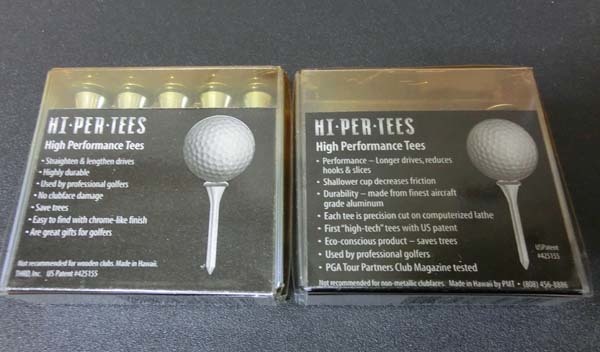 HI·PER·TEES
High Performance Tees
• Straighten & lengthen drives
• Highly durable
• Used by professional golfers
• No clubface damage
• Save trees
• Easy to find with chrome-like finish
• Are great gifts for golfers
Not recommended for wooden clubs. Made in Hawaii.
THIRD, Inc. US Patent #425155
HI·PER·TEES
High Performance Tees
• Performance – Longer drives, reduces
hooks & slices
• Shallower cup decreases friction
• Durability – made from finest aircraft
grade aluminum
• Each tee is precision cut on computerized lathe
• First "high-tech" tees with US patent
• Eco-conscious product – saves trees
• Used by professional golfers
• PGA Tour Partners Club Magazine tested
US Patent
#425155
Not recommended for non-metallic clubfaces. Made in Hawaii by PMT • (808) 456-8886